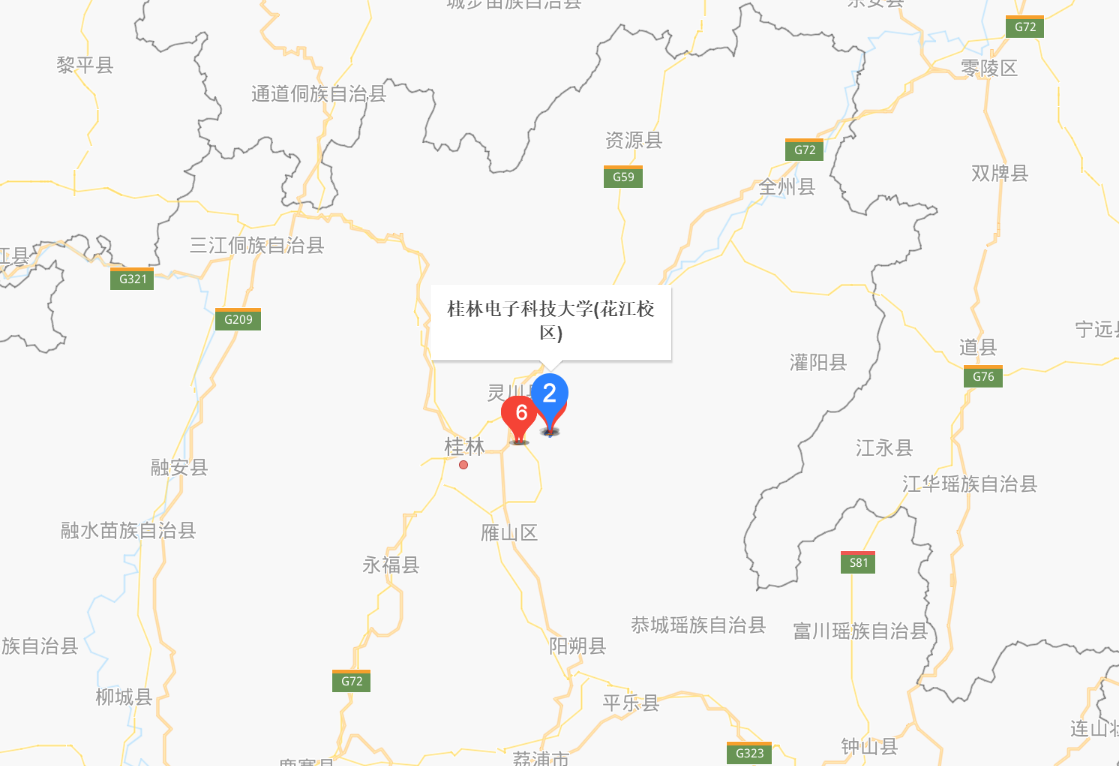 城步苗族自治县
东安县
G72
黎平县
零陵区
通道侗族自治县
资源县
G72
G59
双牌县
全州县
三江侗族自治县
江县
G321
G209
桂林电子科技大学(花江校
区)
宁远县
道县
灌阳县
G76
灵川县
2
6
桂林
江永县
融安县
江华瑶族自治县
融水苗族自治县
雁山区
永福县
S81
恭城瑶族自治县
富川瑶族自治县
族自治县
阳朔县
G72
柳城县
平乐县
连山壮
钟山县
G323
荔浦市
鹿寨县